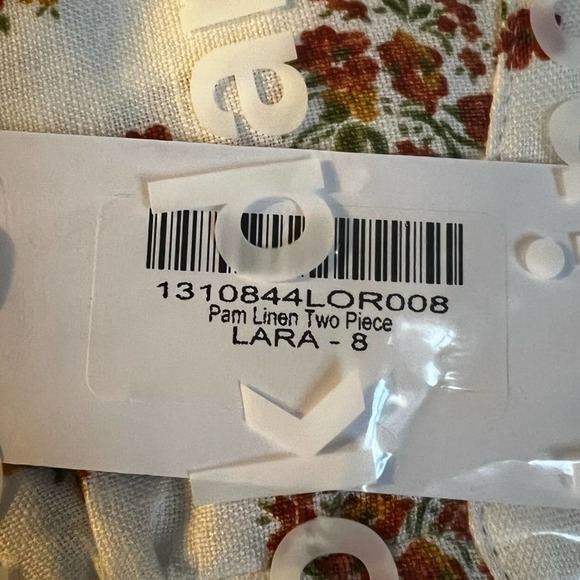 1310844LOR008
Pam Linen Two Piece
LARA - 8